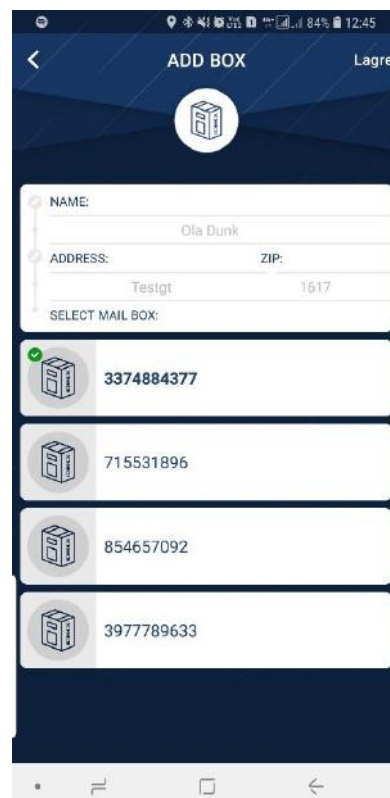 84% 12:45
ADD BOX Lagre
NAME:
Ola Dunk
ADDRESS: ZIP:
Testgt 1617
SELECT MAIL BOX:
3374884377
715531896
854657092
3977789633